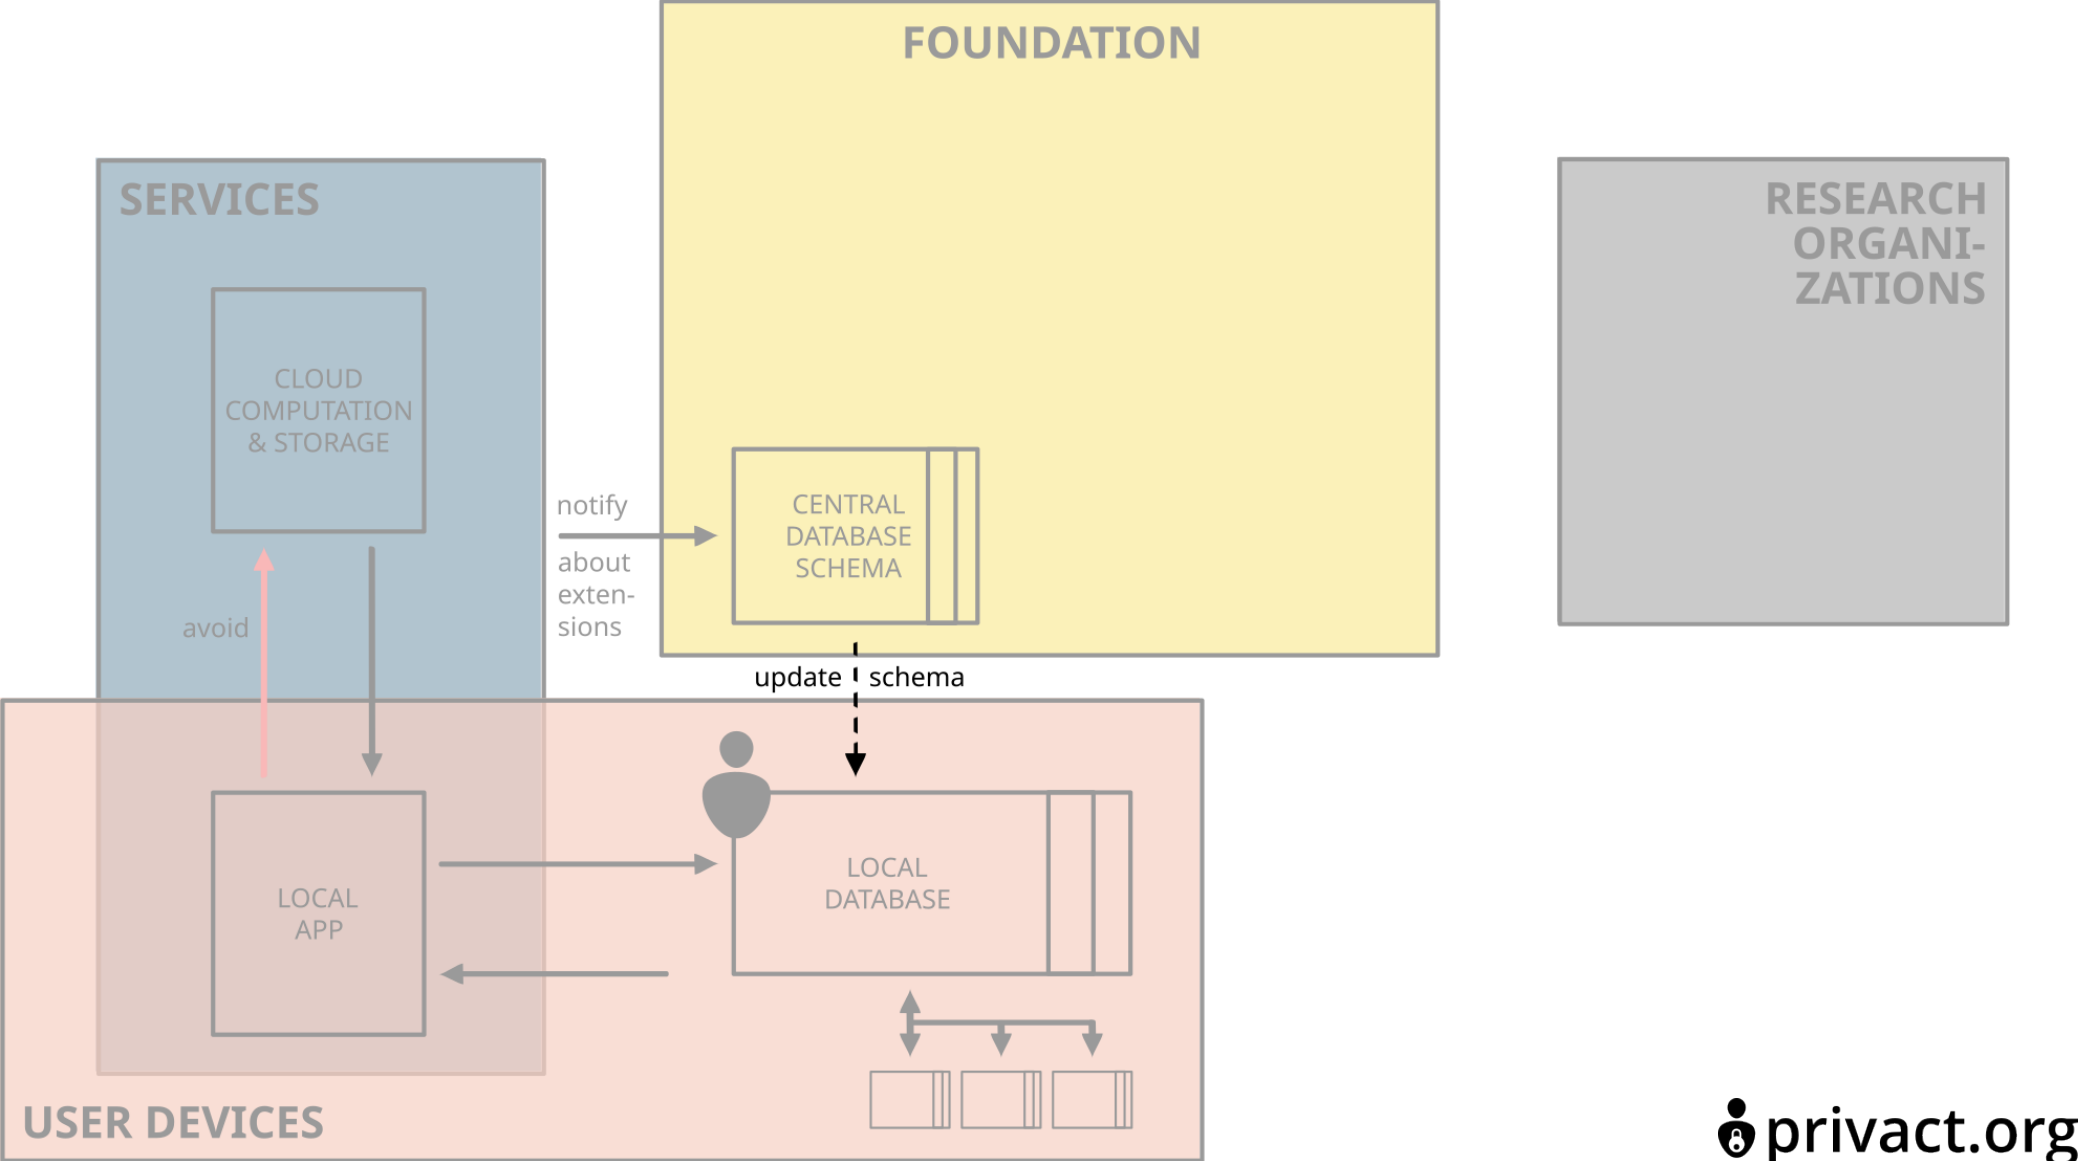 FOUNDATION
SERVICES
RESEARCH
ORGANI-
ZATIONS
CLOUD
COMPUTATION
& STORAGE
notify
about
exten-
sions
CENTRAL
DATABASE
SCHEMA
avoid
update schema
LOCAL
APP
LOCAL
DATABASE
USER DEVICES
privact.org